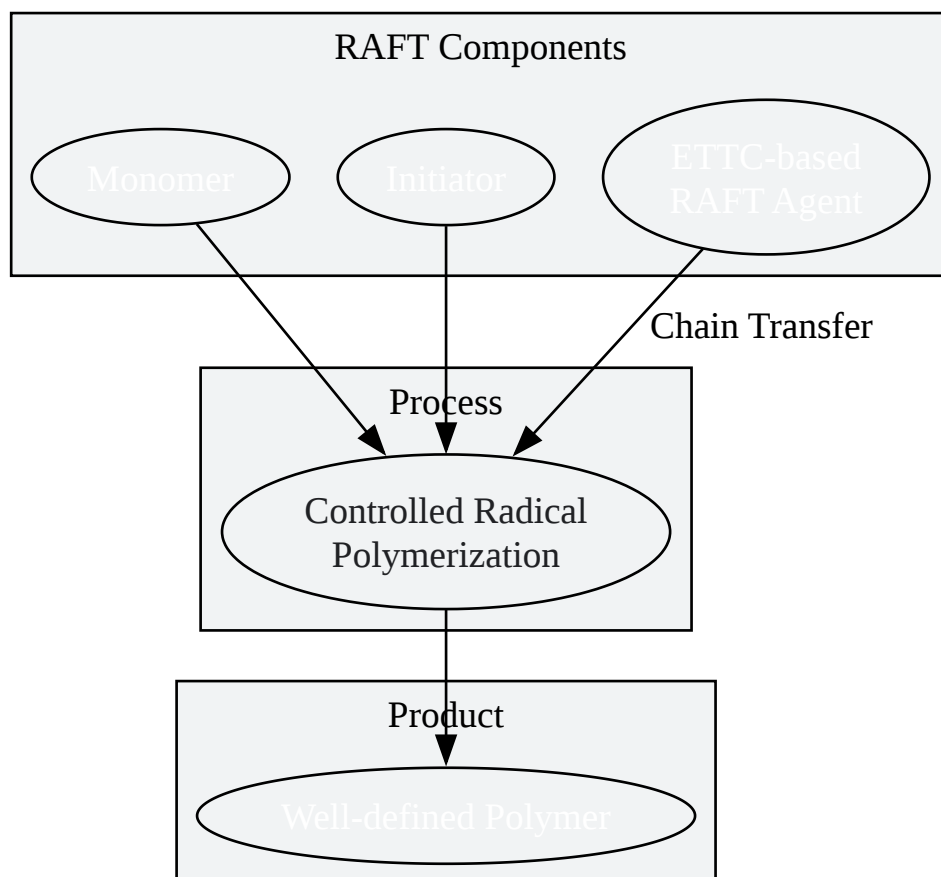 RAFT Components
Monomer
Initiator
ETTC-based
RAFT Agent
Chain Transfer
Process
Controlled Radical
Polymerization
Product
Well-defined Polymer